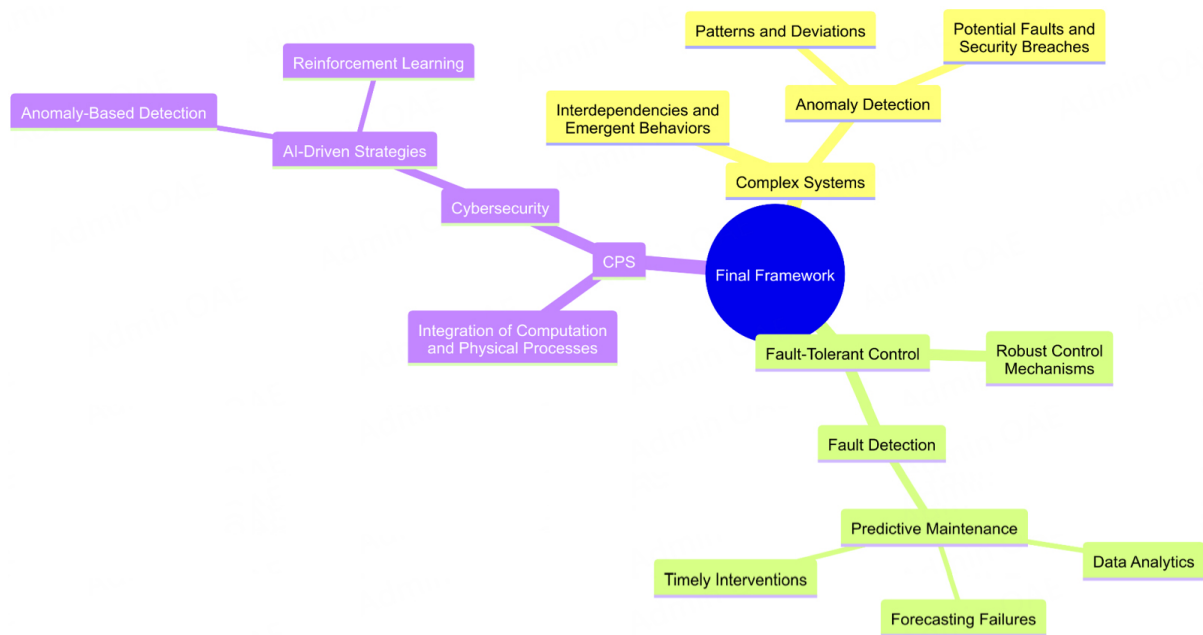 Patterns and Deviations
Potential Faults and
Security Breaches
Reinforcement Learning
Anomaly-Based Detection
Interdependencies and
Emergent Behaviors
Anomaly Detection
AI-Driven Strategies
Complex Systems
Cybersecurity
CPS
Final Framework
Integration of Computation
and Physical Processes
Fault-Tolerant Control
Robust Control
Mechanisms
Fault Detection
Predictive Maintenance
Timely Interventions
Data Analytics
Forecasting Failures